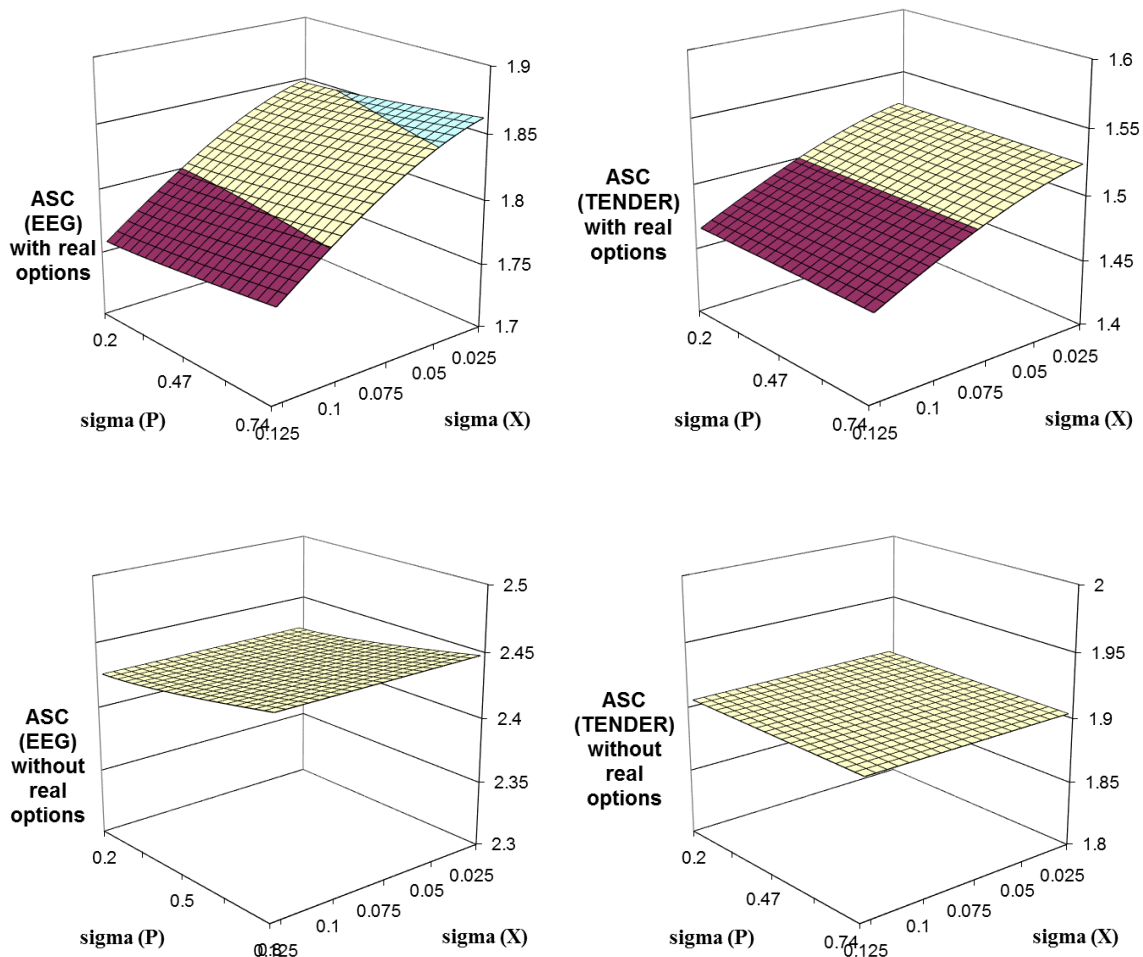 ASC
(EEG)
with real
options
1.9
1.85
1.8
1.75
1.7
0.2
0.47
0.74
0.125
0.1
0.075
0.05
0.025
sigma (P)
sigma (X)
ASC
(TENDER)
with real
options
1.6
1.55
1.5
1.45
1.4
0.2
0.47
0.74
0.125
0.1
0.075
0.05
0.025
sigma (P)
sigma (X)
ASC
(EEG)
without
real
options
2.5
2.45
2.4
2.35
2.3
0.2
0.5
0.125
0.1
0.075
0.05
0.025
sigma (P)
sigma (X)
ASC
(TENDER)
without
real
options
2
1.95
1.9
1.85
1.8
0.2
0.47
0.74
0.125
0.1
0.075
0.05
0.025
sigma (P)
sigma (X)